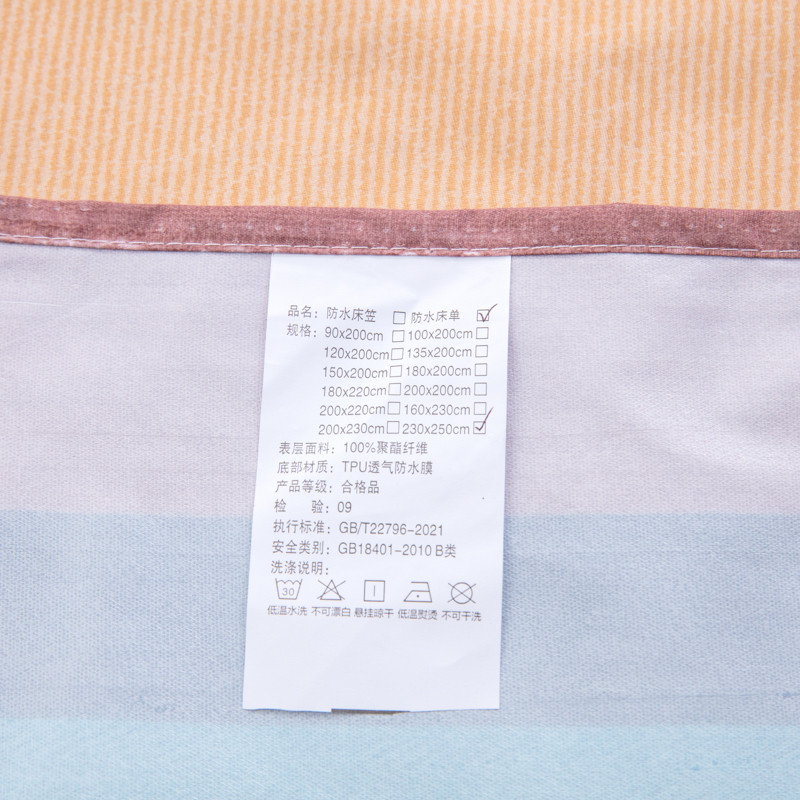 品名：防水床笠 □ 防水床单 ☑
规格：90x200cm □ 100x200cm □
120x200cm □ 135x200cm □
150x200cm □ 180x200cm □
180x220cm □ 200x200cm □
200x220cm □ 160x230cm □
200x230cm □ 230x250cm ☑
表层面料：100%聚酯纤维
底部材质：TPU透气防水膜
产品等级：合格品
检 验：09
执行标准：GB/T22796-2021
安全类别：GB18401-2010 B类
洗涤说明：
30
低温水洗 不可漂白 悬挂晾干 低温熨烫 不可干洗